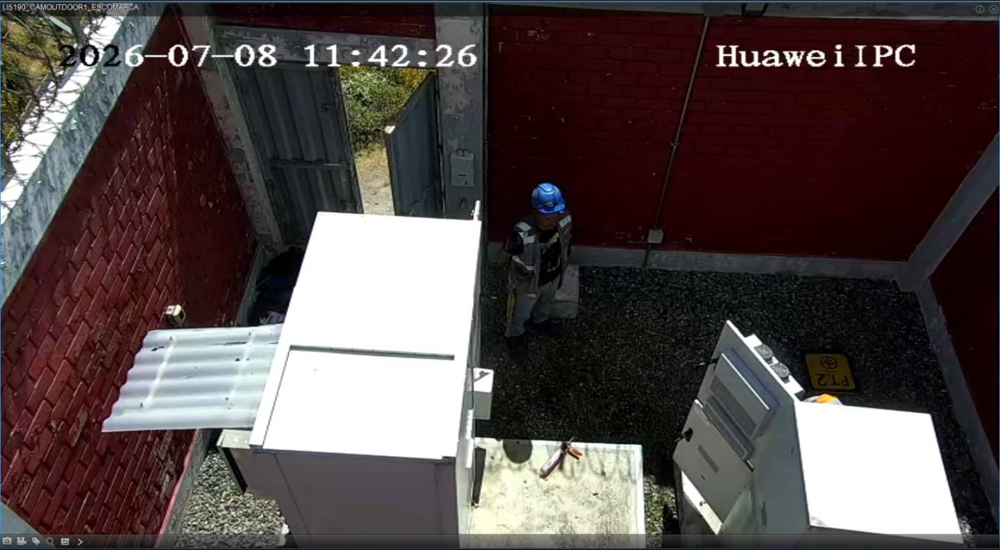 LI5190_CAMOUTDOOR1_ESCOMARCA
2026-07-08 11:42:26
HuaweiIPC
PT2